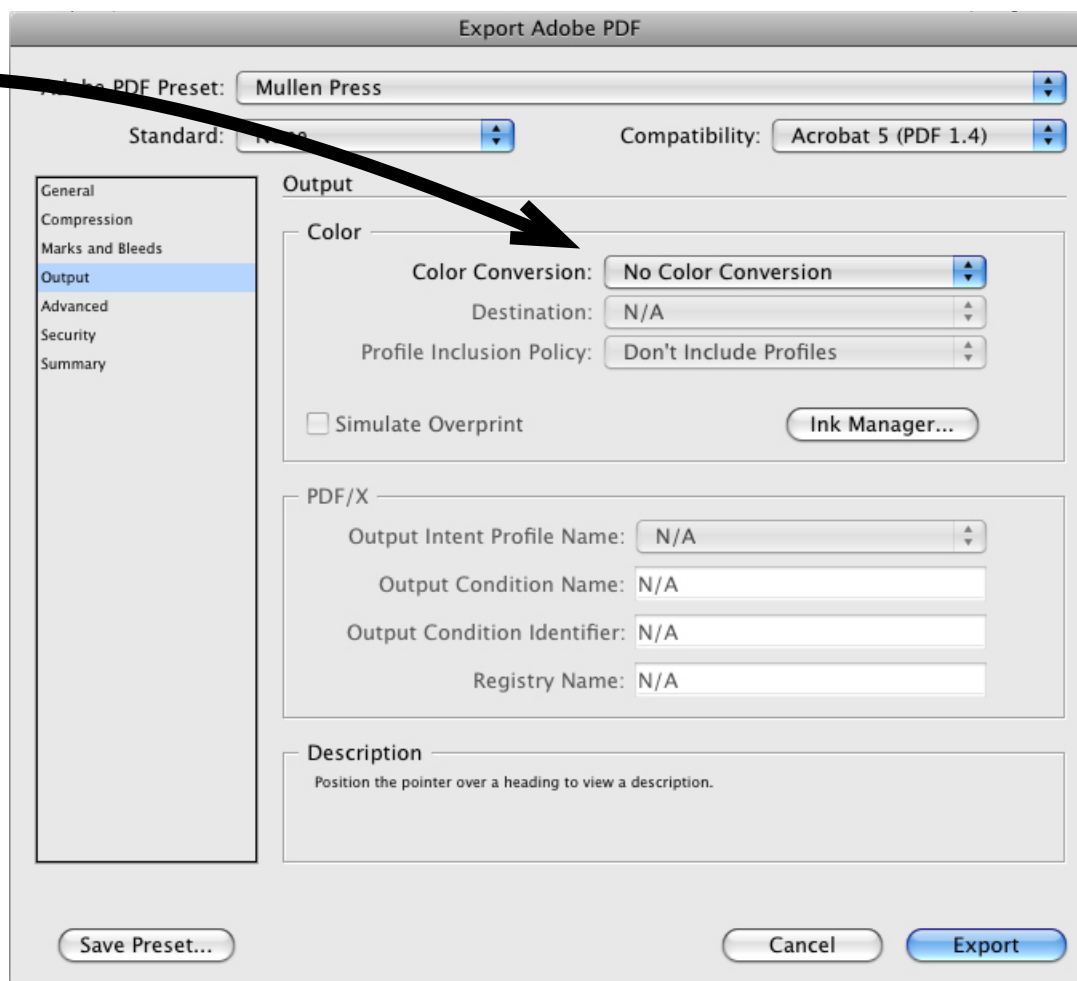 Export Adobe PDF
Adobe PDF Preset: Mullen Press
Standard: None Compatibility: Acrobat 5 (PDF 1.4)
General
Compression
Marks and Bleeds
Output
Advanced
Security
Summary
Output
Color
Color Conversion: No Color Conversion
Destination: N/A
Profile Inclusion Policy: Don't Include Profiles
Simulate Overprint Ink Manager...
PDF/X
Output Intent Profile Name: N/A
Output Condition Name: N/A
Output Condition Identifier: N/A
Registry Name: N/A
Description
Position the pointer over a heading to view a description.
Save Preset... Cancel Export